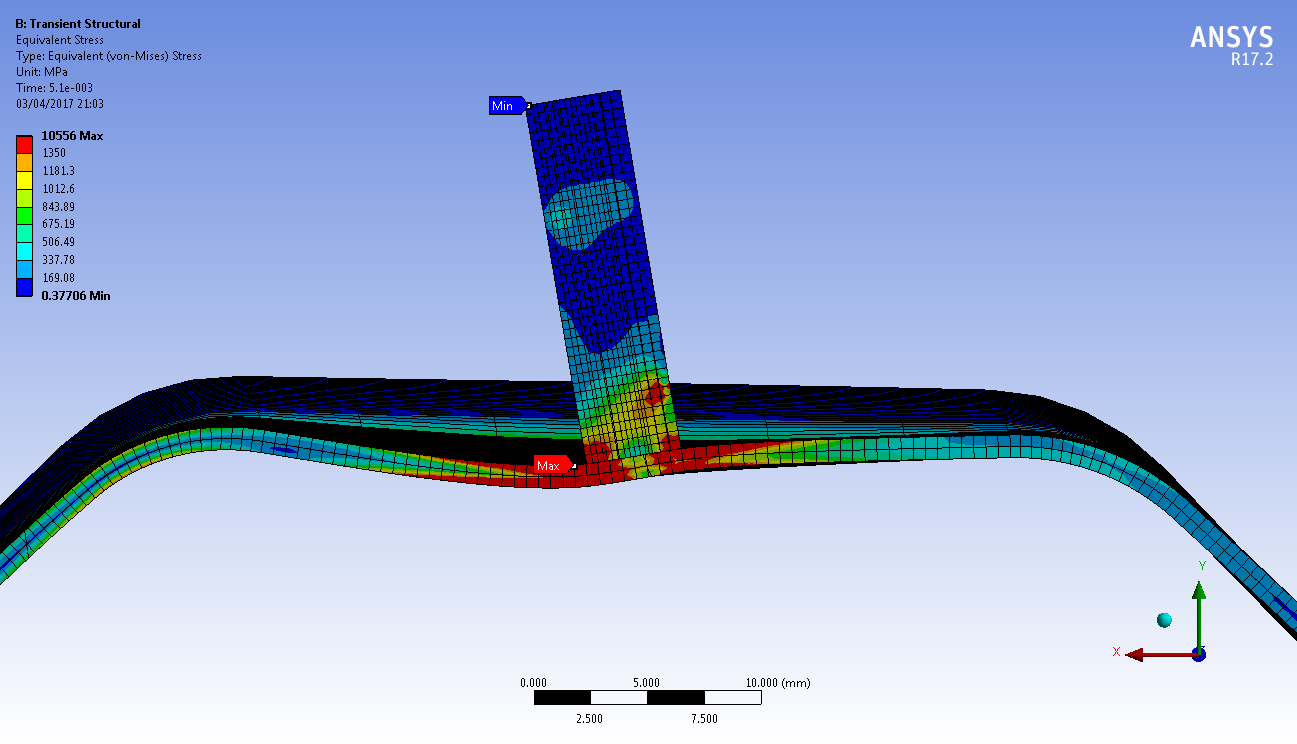 B: Transient Structural
Equivalent Stress
Type: Equivalent (von-Mises) Stress
Unit: MPa
Time: 5.1e-003
03/04/2017 21:03
ANSYS
R17.2
10556 Max
1350
1181.3
1012.6
843.89
675.19
506.49
337.78
169.08
0.37706 Min
Min
Max
Y
X
0.000
5.000
10.000 (mm)
2.500
7.500